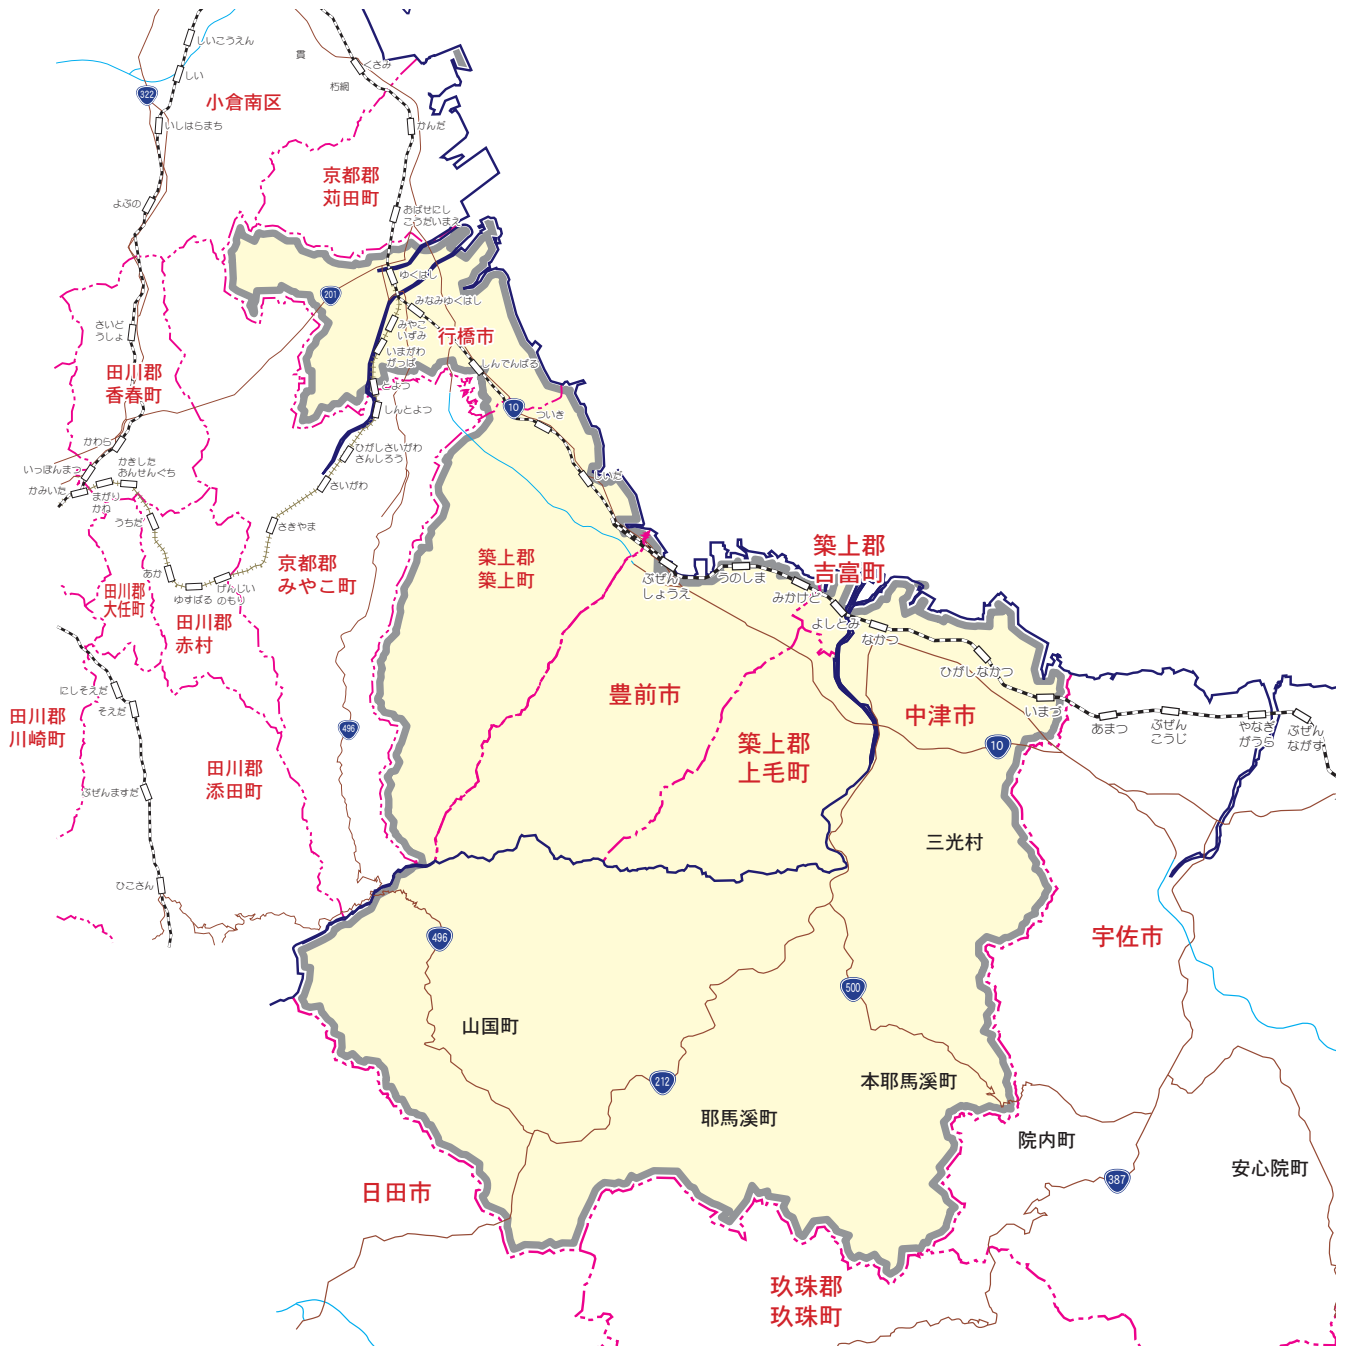 しいこうえん
貫
くさみ
しい
朽網
322
小倉南区
いしはらまち
かんだ
京都郡
苅田町
よぶの
おばせにし
こうだいまえ
ゆくはし
201
みなみゆくはし
さいど
うしょ
みやこ
いずみ
行橋市
いまがわ
かっぱ
しんでんばる
田川郡
香春町
とよつ
しんとよつ
10
ついき
かわら
ひがしさいがわ
さんしろう
いっぽんまつ
かきした
おんせんぐち
しいだ
かみいた
まがり
かね
さいがわ
うちだ
さきやま
築上郡
吉富町
築上郡
築上町
京都郡
みやこ町
あか
ゆすばる
げんじい
のもり
ぶぜん
しょうえ
うのしま
みかけど
田川郡
大任町
田川郡
赤村
よしとみ
なかつ
ひがしなかつ
にしそえだ
そえだ
豊前市
いまづ
田川郡
川崎町
496
中津市
あまつ
ぶぜん
こうじ
やなぎ
がうら
ぶぜん
ながす
築上郡
上毛町
10
田川郡
添田町
ぶぜんますだ
三光村
ひこさん
496
宇佐市
500
山国町
212
本耶馬溪町
耶馬溪町
院内町
安心院町
387
日田市
玖珠郡
玖珠町